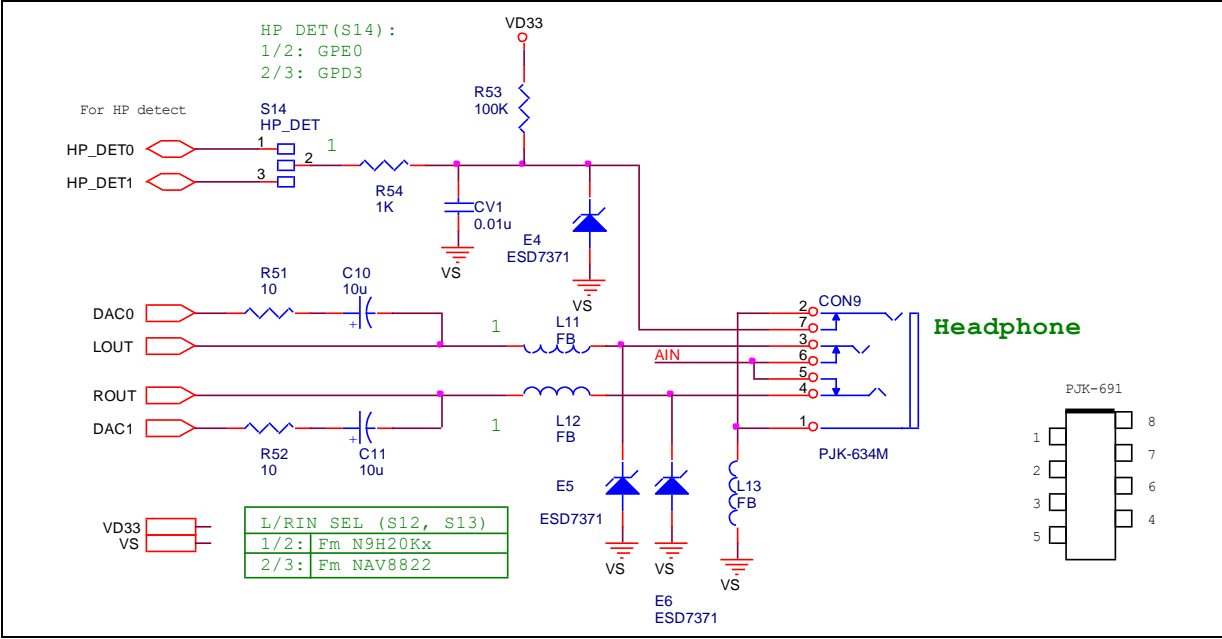 HP DET(S14):
1/2: GPE0
2/3: GPD3
VD33
R53
100K
For HP detect
S14
HP_DET
HP_DET0
1
1
2
HP_DET1
3
R54
1K
CV1
0.01u
VS
E4
ESD7371
VS
R51
10
C10
10u
DAC0
+
LOUT
1
L11
FB
AIN
ROUT
DAC1
+
R52
10
C11
10u
1
L12
FB
CON9
2
7
3
6
5
4
1
PJK-634M
Headphone
E5
ESD7371
VS
VS
E6
ESD7371
L13
FB
VS
VD33
VS
L/RIN SEL (S12, S13)
1/2: Fm N9H20Kx
2/3: Fm NAV8822
PJK-691
1
2
3
5
8
7
6
4